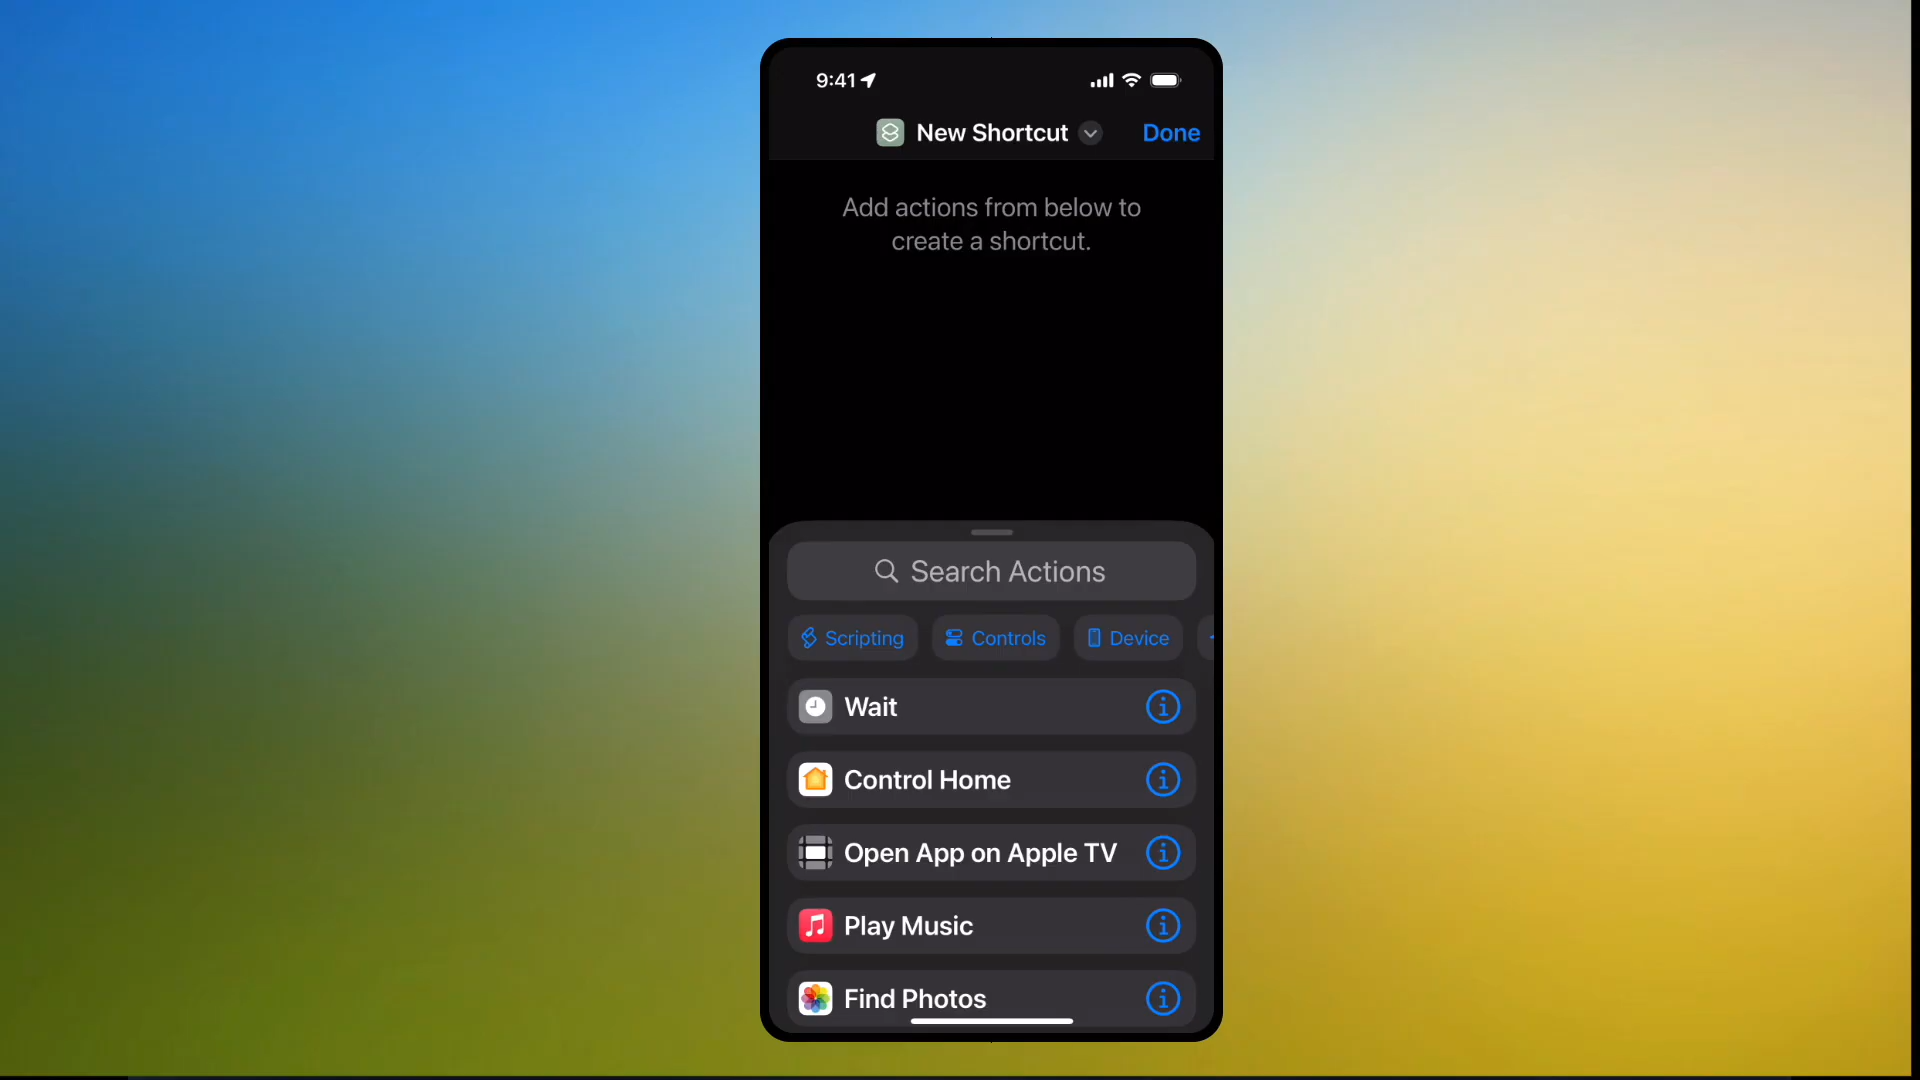 9:41
New Shortcut
Done
Add actions from below to
create a shortcut.
Search Actions
Scripting
Controls
Device
Wait
Control Home
Open App on Apple TV
Play Music
Find Photos